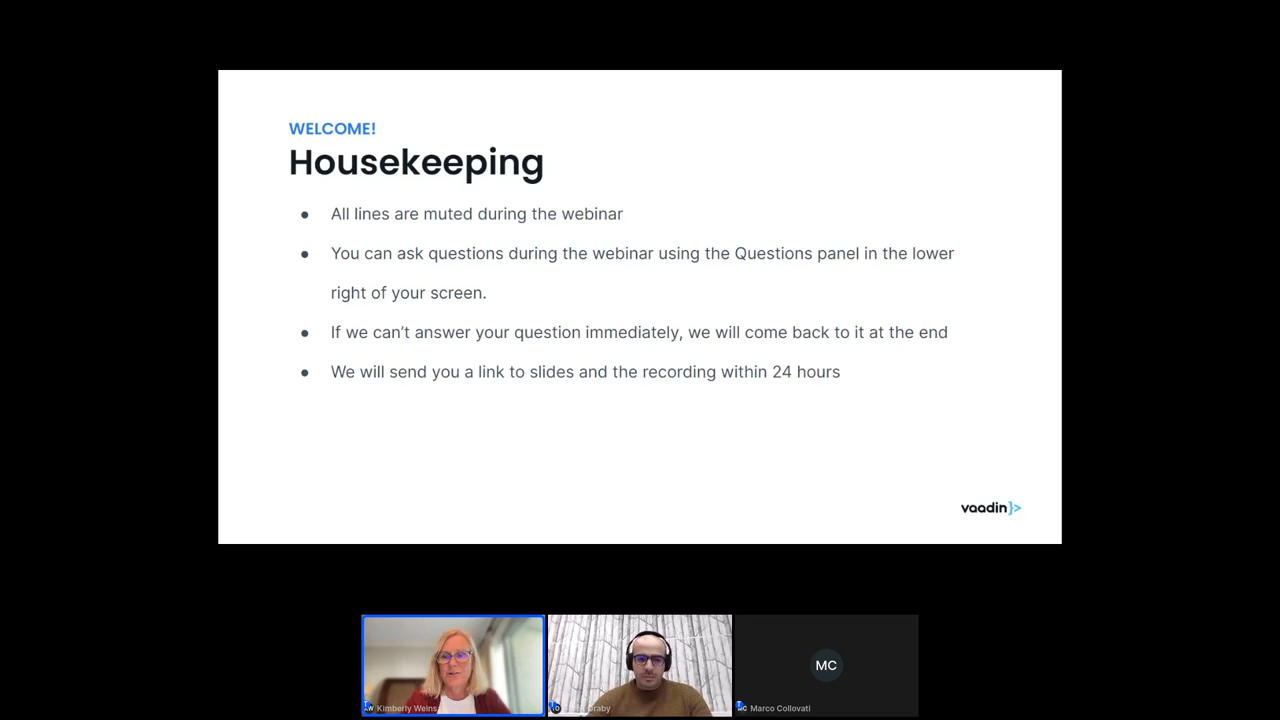 WELCOME!
Housekeeping
● All lines are muted during the webinar
● You can ask questions during the webinar using the Questions panel in the lower
right of your screen.
● If we can’t answer your question immediately, we will come back to it at the end
● We will send you a link to slides and the recording within 24 hours
vaadin}>
MC
Kimberly Weins
Marco Collovati